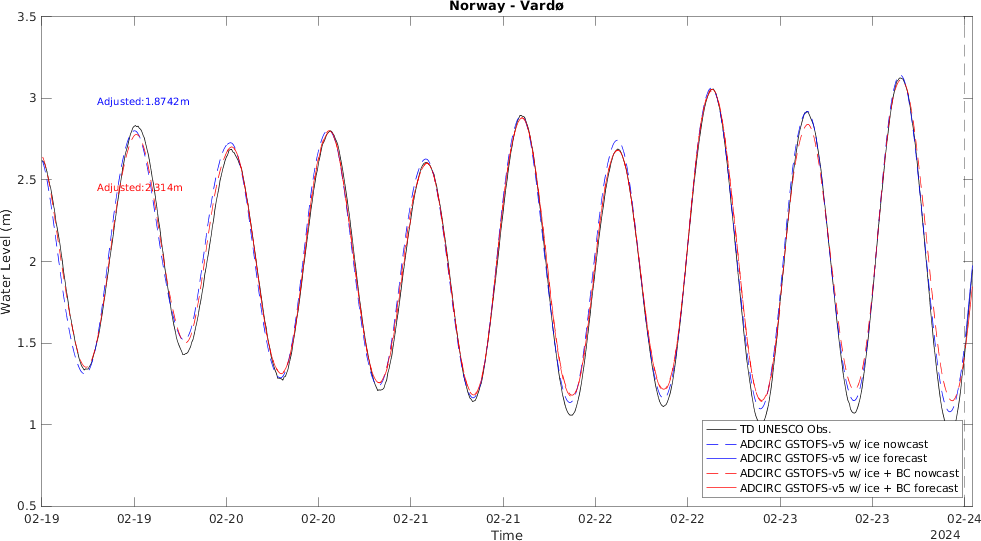 Norway - Vardø
Water Level (m)
3.5
3
2.5
2
1.5
1
0.5
Adjusted:1.8742m
Adjusted:2.314m
TD UNESCO Obs.
ADCIRC GSTOFS-v5 w/ ice nowcast
ADCIRC GSTOFS-v5 w/ ice forecast
ADCIRC GSTOFS-v5 w/ ice + BC nowcast
ADCIRC GSTOFS-v5 w/ ice + BC forecast
02-19 02-19 02-20 02-20 02-21 02-21 02-22 02-22 02-23 02-23 02-24
Time
2024